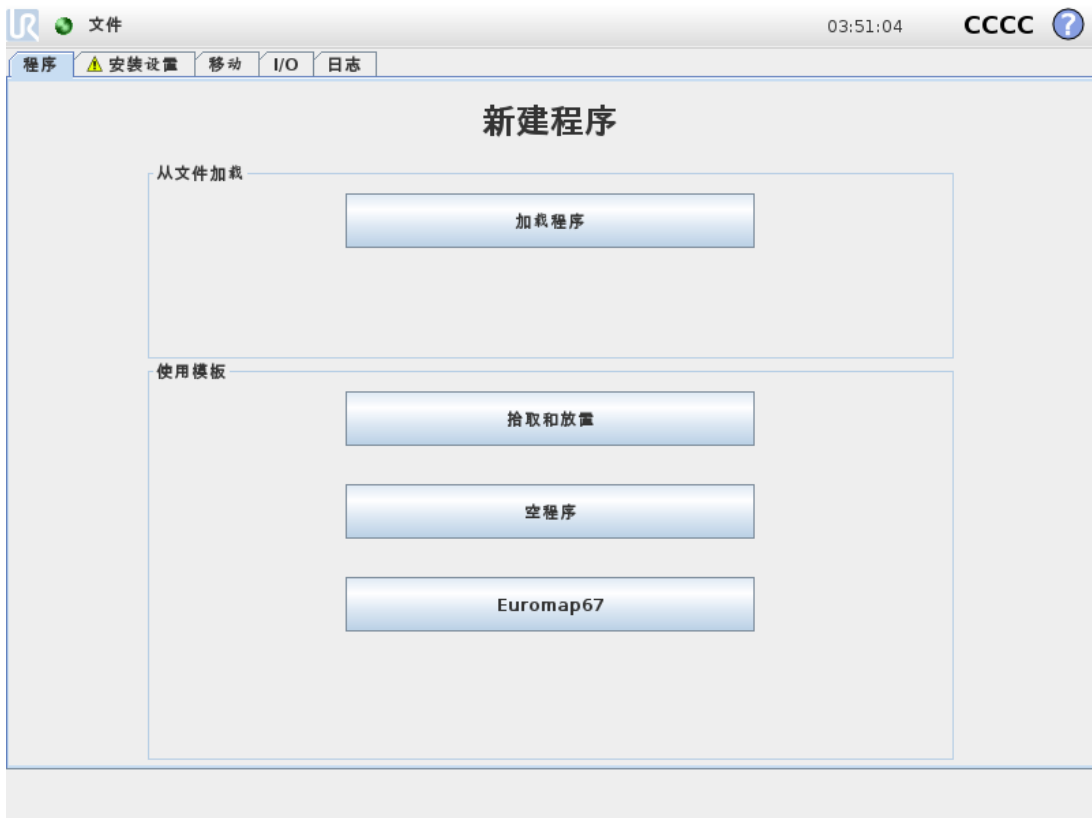 UR 文件 03:51:04 CCCC ?
程序 安装设置 移动 I/O 日志
新建程序
从文件加载
加载程序
使用模板
拾取和放置
空程序
Euromap67